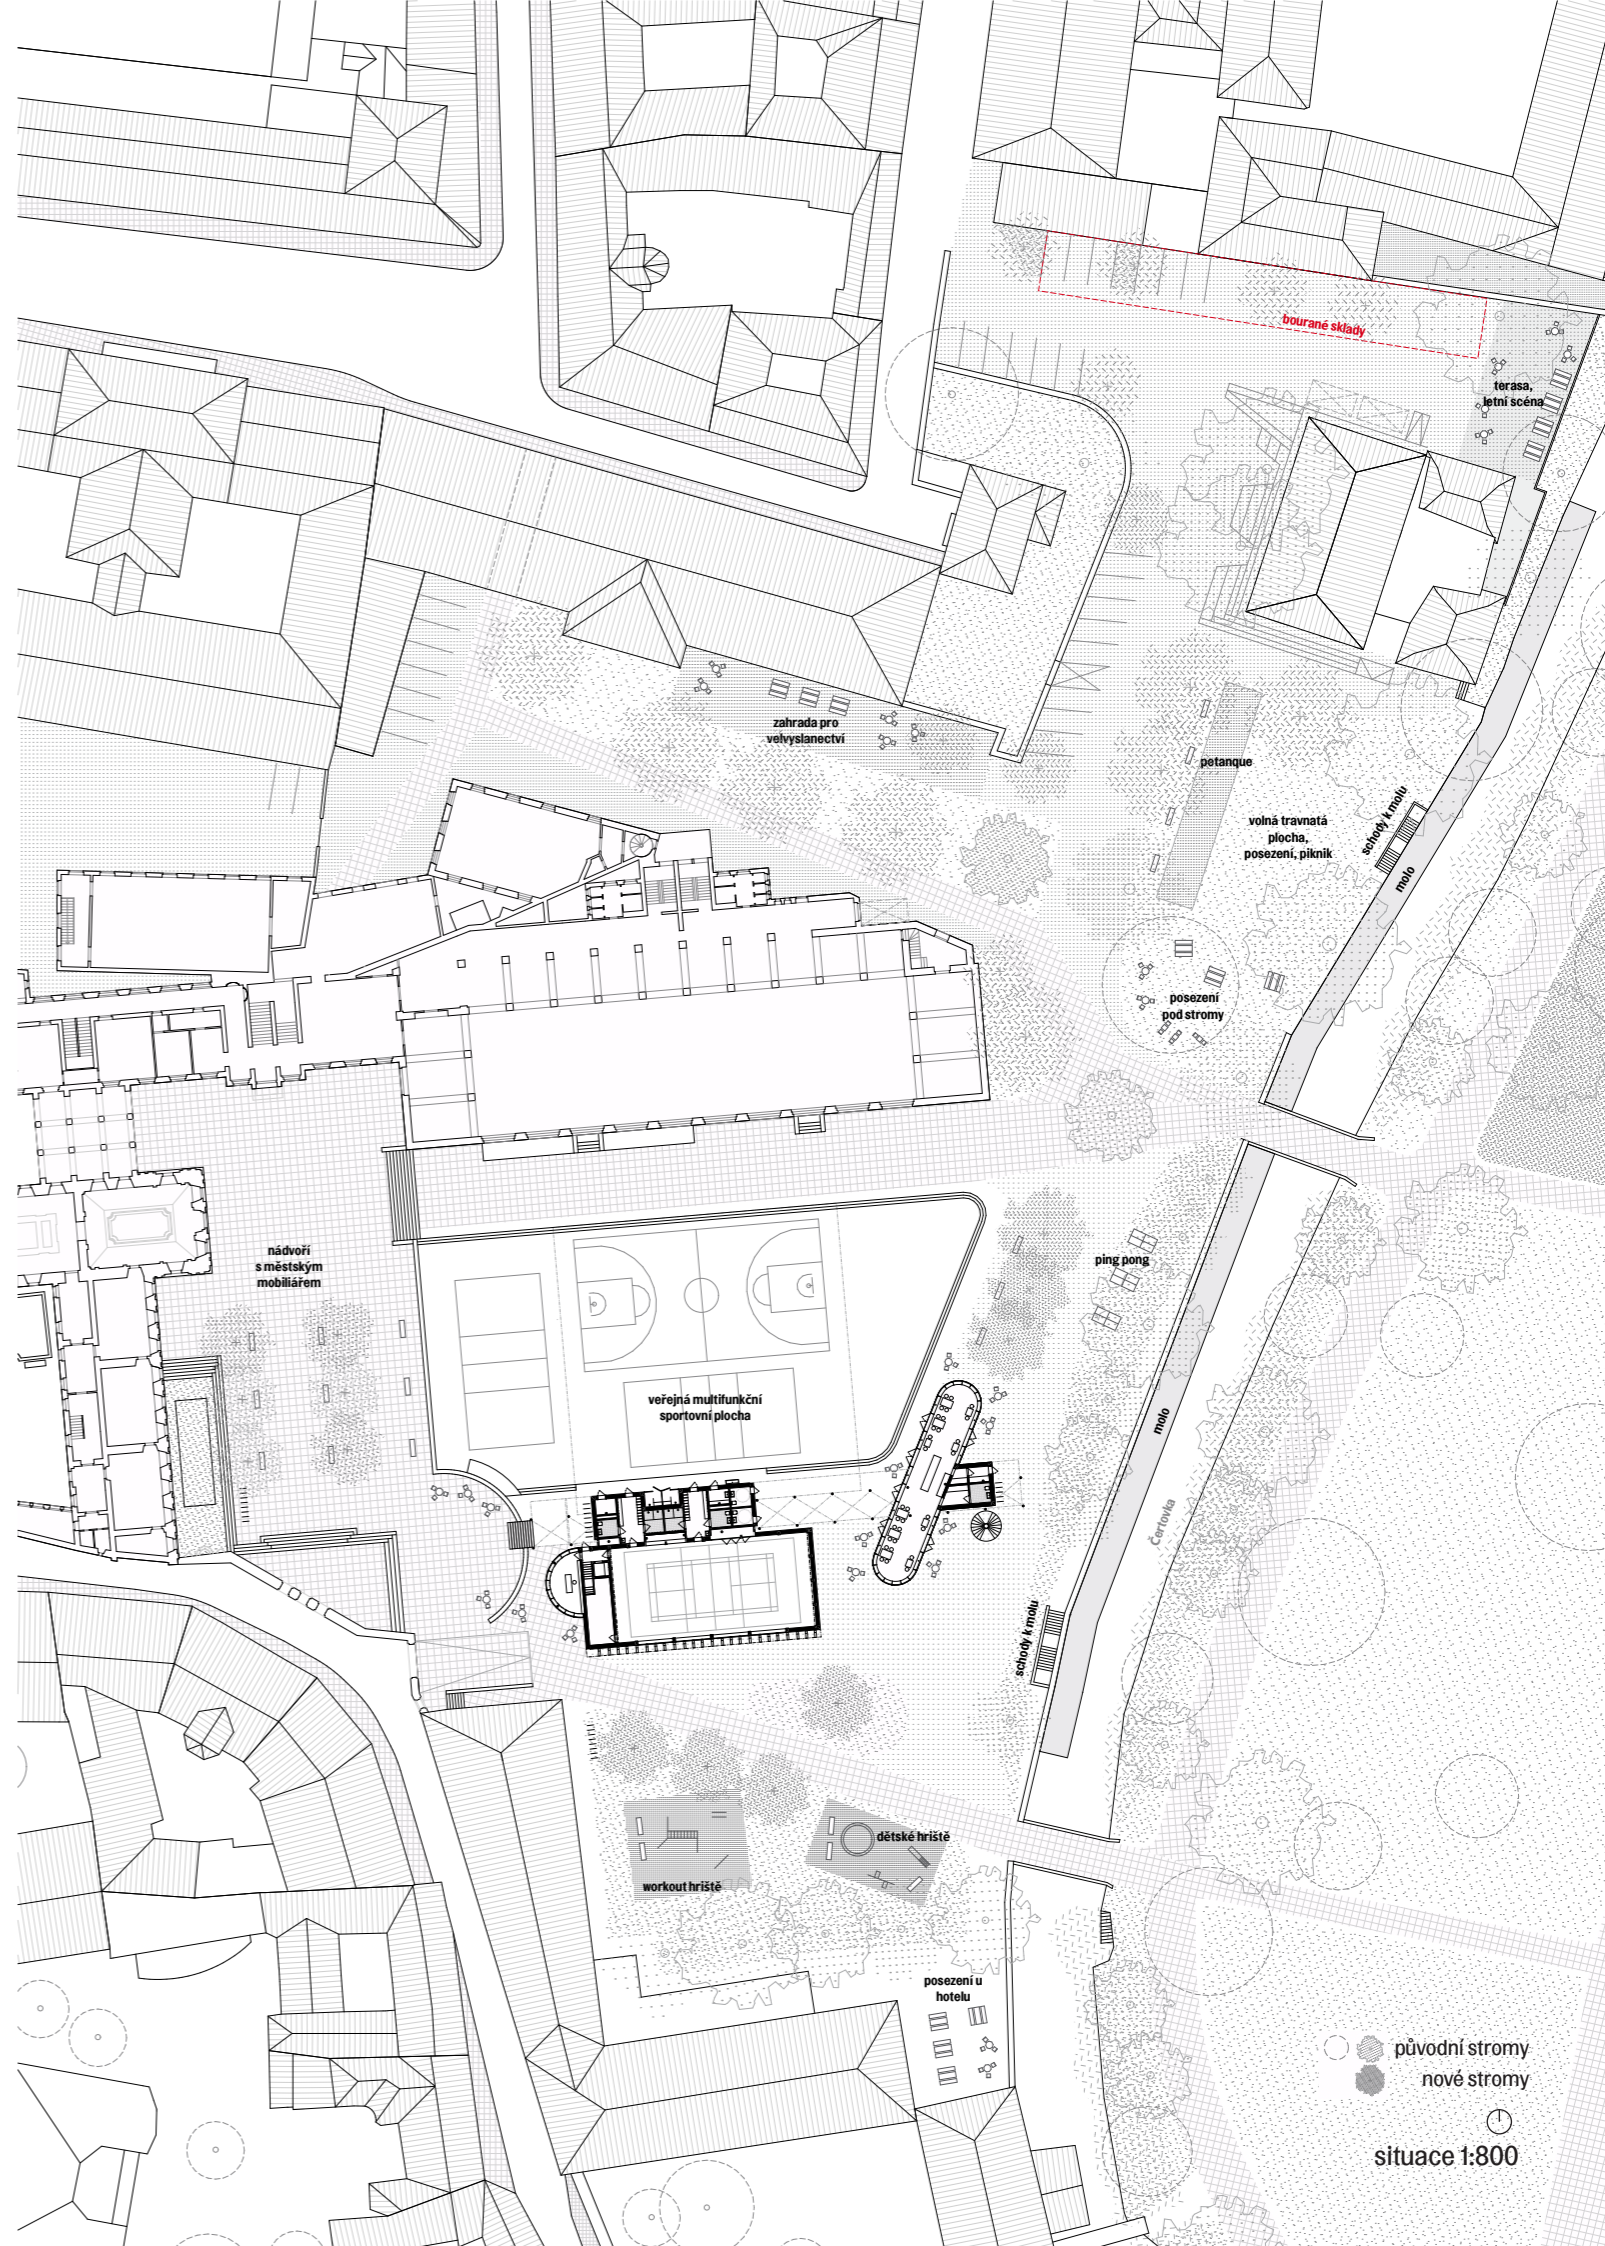 bourané sklady
terasa,
letní scéna
zahrada pro
velvyslanectví
petanque
volná travnatá
plocha,
posezení, piknik
schody k molu
molo
posezení
pod stromy
nádvoří
s městským
mobiliářem
ping pong
veřejná multifunkční
sportovní plocha
molo
Čertovka
schody k molu
dětské hriště
workout hriště
posezení u
hotelu
původní stromy
nové stromy
situace 1:800